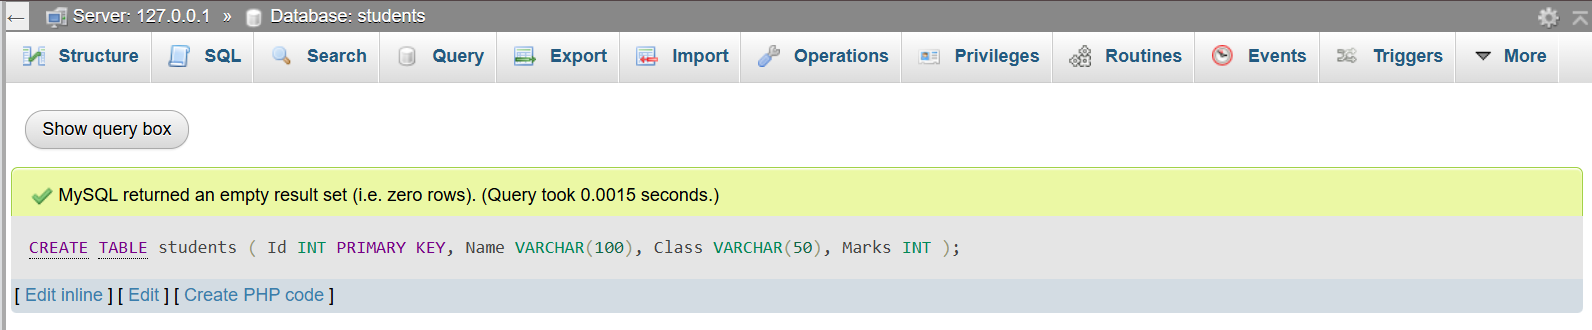 ← Server: 127.0.0.1 » Database: students
Structure SQL Search Query Export Import Operations Privileges Routines Events Triggers More
Show query box
MySQL returned an empty result set (i.e. zero rows). (Query took 0.0015 seconds.)
CREATE TABLE students ( Id INT PRIMARY KEY, Name VARCHAR(100), Class VARCHAR(50), Marks INT );
[ Edit inline ] [ Edit ] [ Create PHP code ]